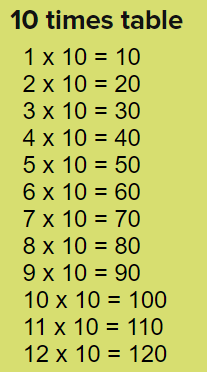 10 times table
1 x 10 = 10
2 x 10 = 20
3 x 10 = 30
4 x 10 = 40
5 x 10 = 50
6 x 10 = 60
7 x 10 = 70
8 x 10 = 80
9 x 10 = 90
10 x 10 = 100
11 x 10 = 110
12 x 10 = 120